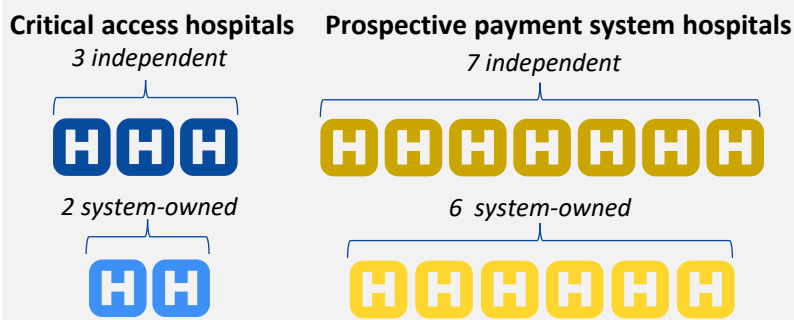 Critical access hospitals
3 independent
H H H
2 system-owned
H H
Prospective payment system hospitals
7 independent
H H H H H H H
6 system-owned
H H H H H H